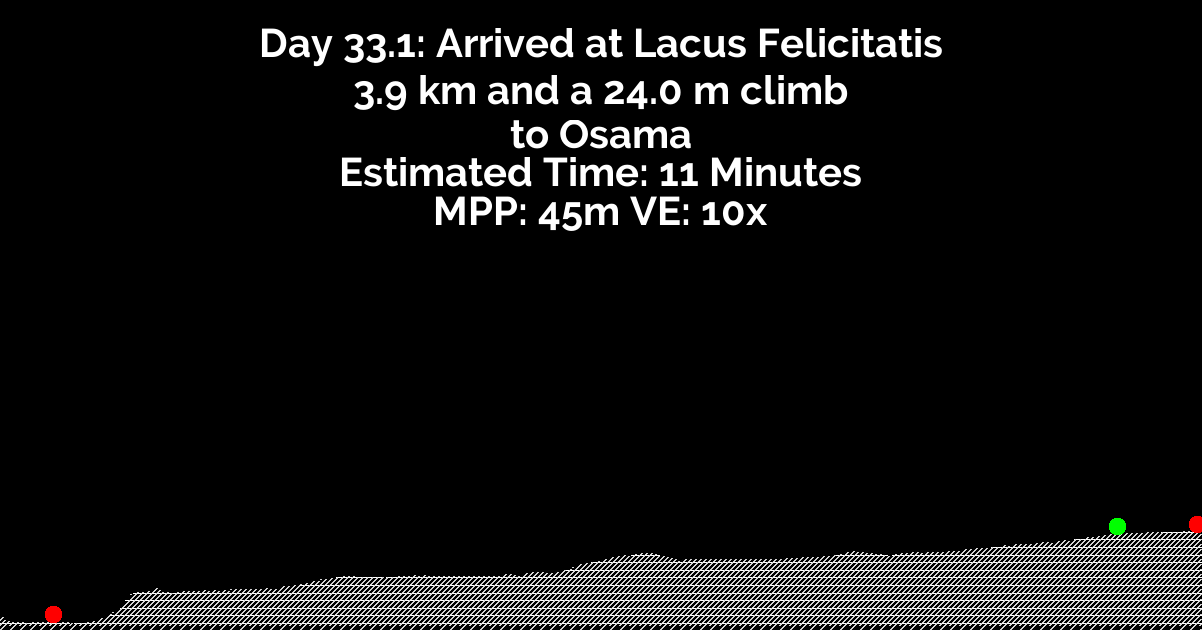 Day 33.1: Arrived at Lacus Felicitatis
3.9 km and a 24.0 m climb
to Osama
Estimated Time: 11 Minutes
MPP: 45m VE: 10x